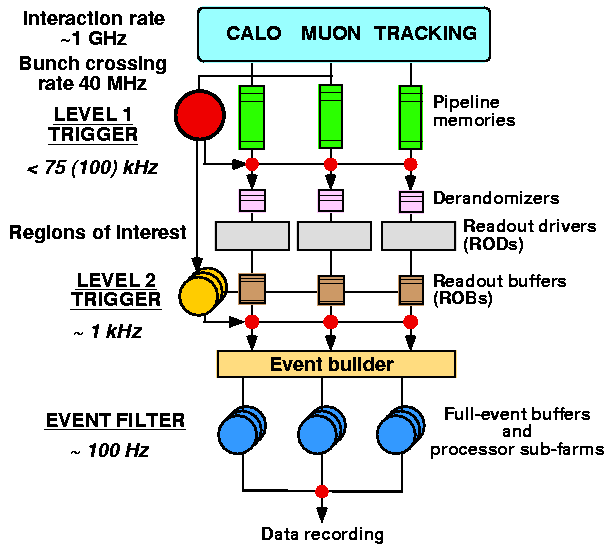 Interaction rate
~1 GHz
CALO MUON TRACKING
Bunch crossing
rate 40 MHz
LEVEL 1
TRIGGER
< 75 (100) kHz
Pipeline
memories
Derandomizers
Regions of Interest
Readout drivers
(RODs)
LEVEL 2
TRIGGER
~ 1 kHz
Readout buffers
(ROBs)
Event builder
EVENT FILTER
~ 100 Hz
Full-event buffers
and
processor sub-farms
Data recording